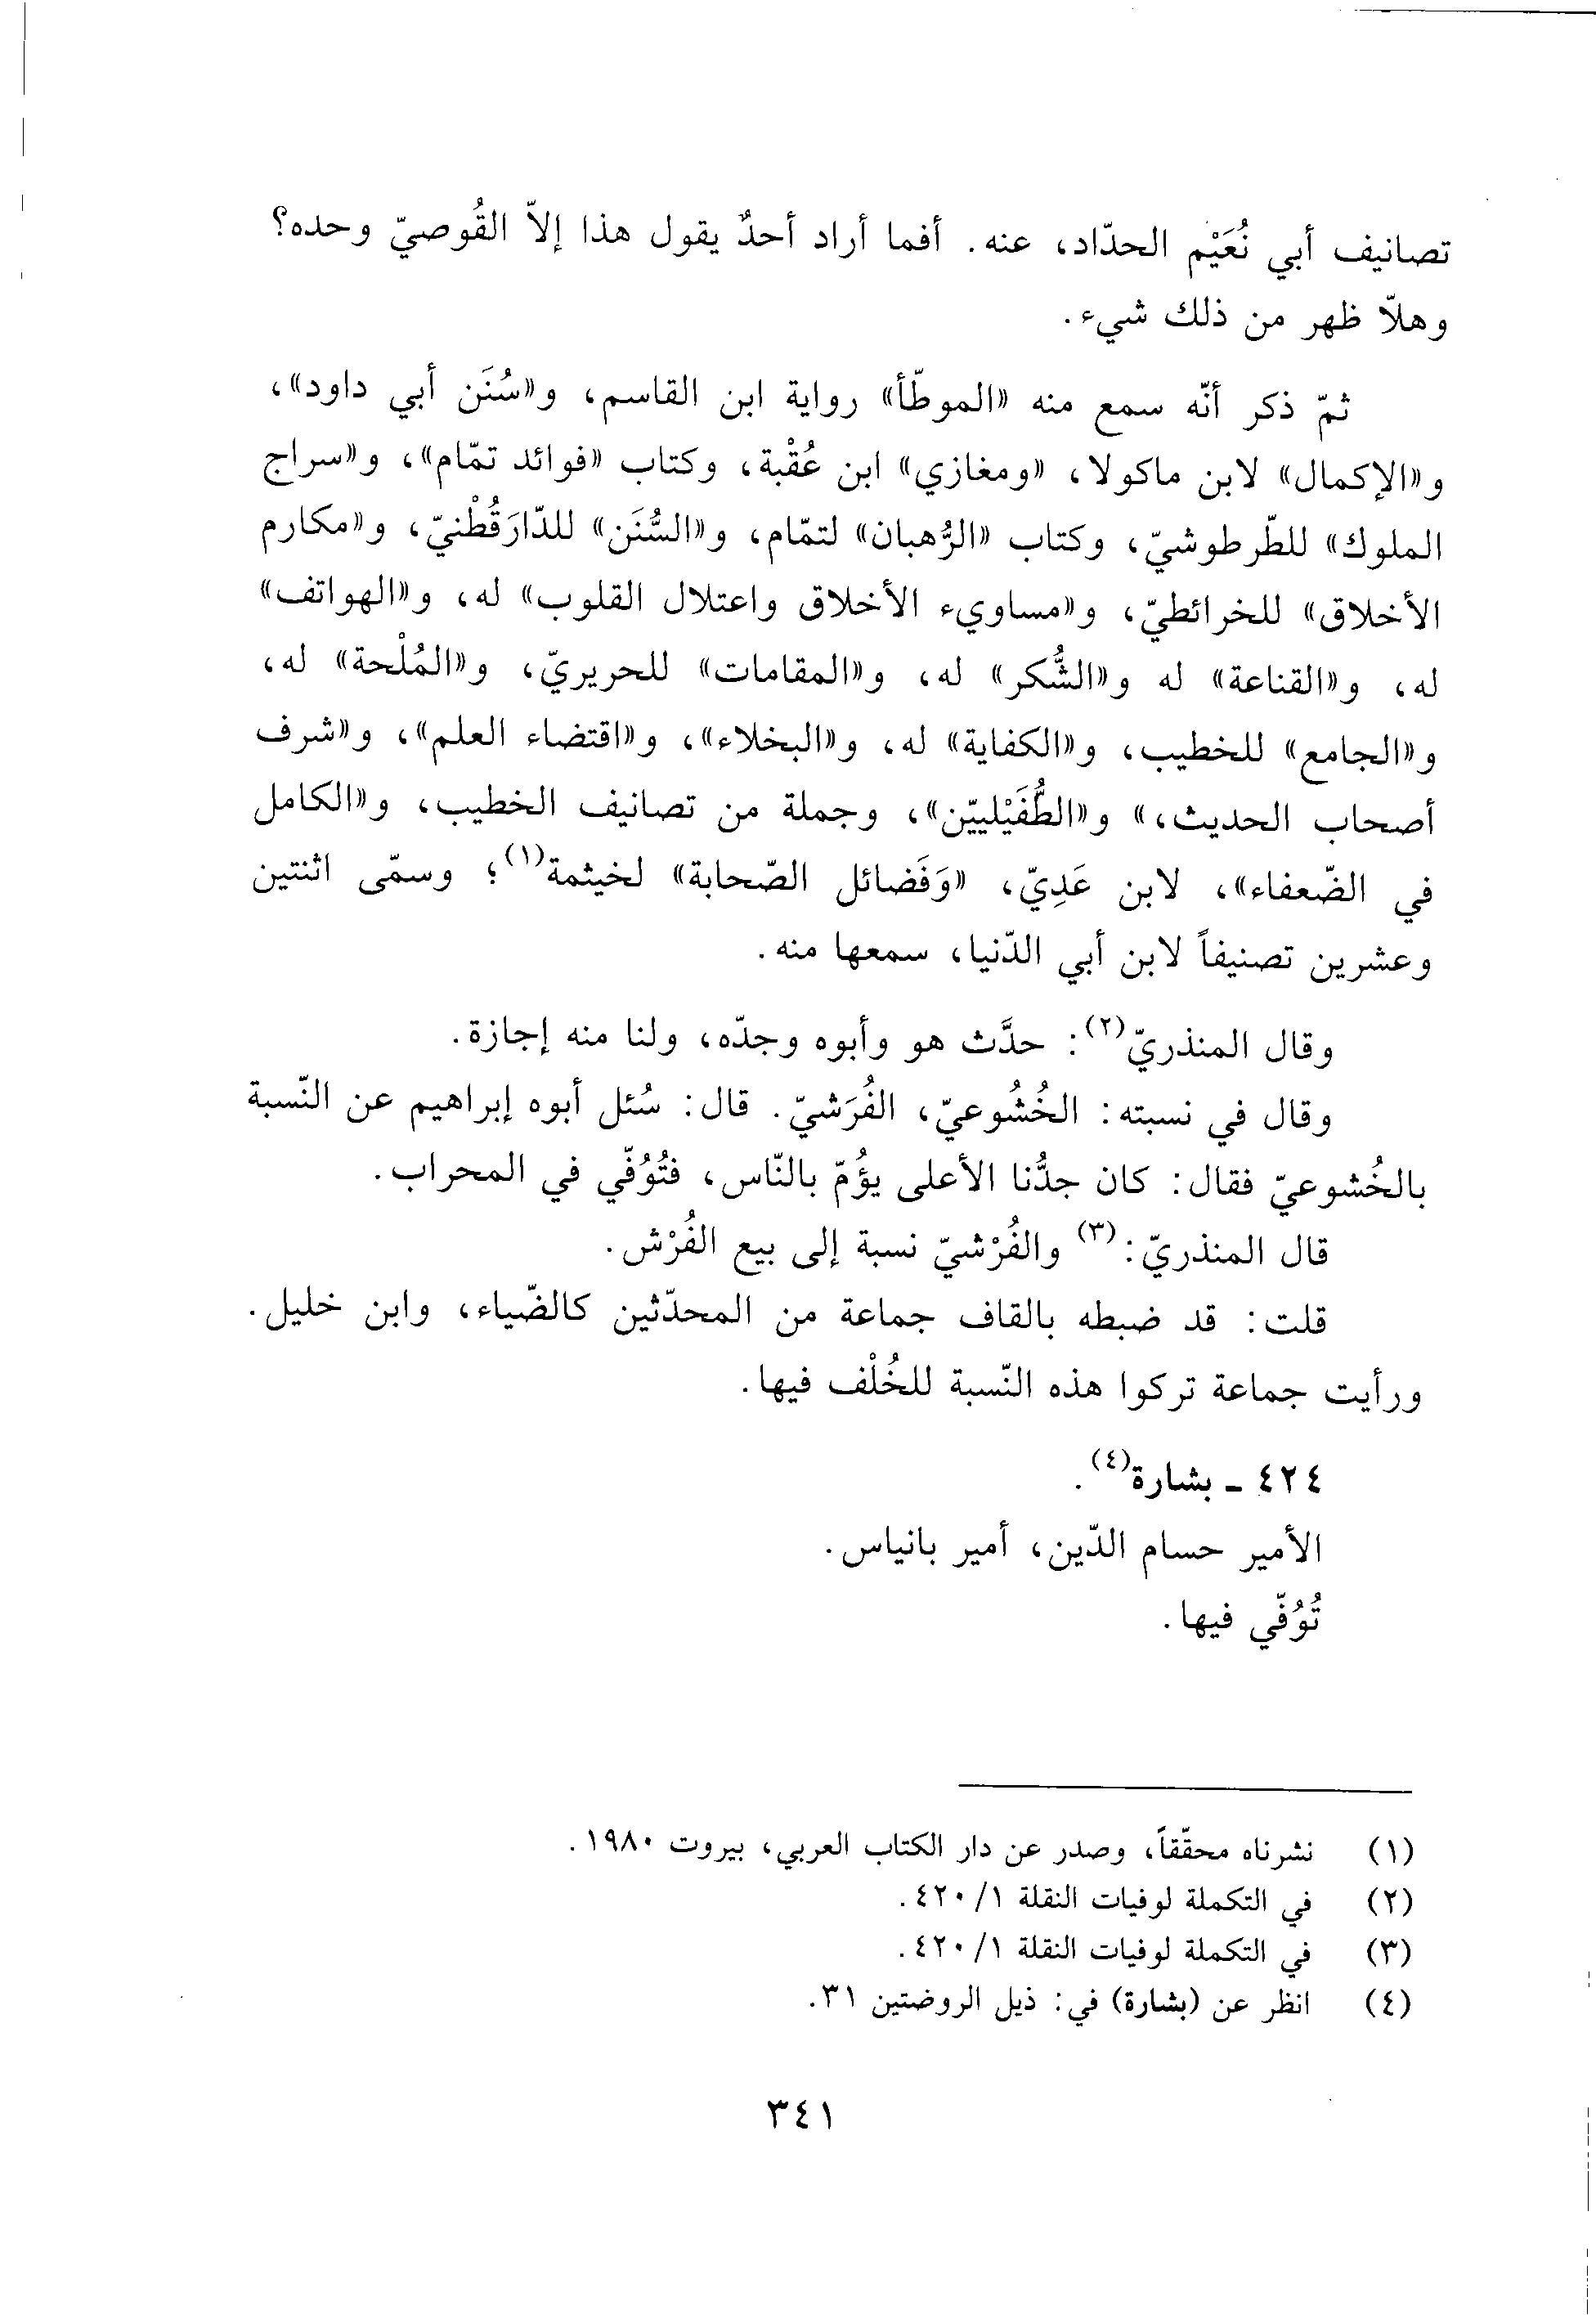 تصانيف أبي نُعَيْم الحدّاد، عنه. أفما أراد أحدٌ يقول هذا إلاّ القُوصيّ وحده؟
وهلاّ ظهر من ذلك شيء.
ثمّ ذكر أنّه سمع منه «الموطّأ» رواية ابن القاسم، و«سُنَن أبي داود»،
و«الإكمال» لابن ماكولا، «ومغازي» ابن عُقْبة، وكتاب «فوائد تمّام»، و«سراج
الملوك» للطّرطوشيّ، وكتاب «الرُّهبان» لتمّام، و«السُّنَن» للدّارَقُطْنيّ، و«مكارم
الأخلاق» للخرائطيّ، و«مساويء الأخلاق واعتلال القلوب» له، و«الهواتف»
له، و«القناعة» له و«الشُّكر» له، و«المقامات» للحريريّ، و«المُلْحة» له،
و«الجامع» للخطيب، و«الكفاية» له، و«البخلاء»، و«اقتضاء العلم»، و«شرف
أصحاب الحديث،» و«الطُّفَيْلييّن»، وجملة من تصانيف الخطيب، و«الكامل
في الضّعفاء»، لابن عَدِيّ، «وَفَضائل الصّحابة» لخيثمة(١)؛ وسمّى اثنتين
وعشرين تصنيفاً لابن أبي الدّنيا، سمعها منه.
وقال المنذريّ(٢): حدَّث هو وأبوه وجدّه، ولنا منه إجازة.
وقال في نسبته: الخُشُوعيّ، الفُرَشيّ. قال: سُئل أبوه إبراهيم عن النّسبة
بالخُشوعيّ فقال: كان جدُّنا الأعلى يؤُمّ بالنّاس، فتُوُفّي في المحراب.
قال المنذريّ:(٣) والفُرْشيّ نسبة إلى بيع الفُرْش.
قلت: قد ضبطه بالقاف جماعة من المحدّثين كالضّياء، وابن خليل.
ورأيت جماعة تركوا هذه النّسبة للخُلْف فيها.
٤٢٤ ـ بشارة(٤).
الأمير حسام الدّين، أمير بانياس.
تُوُفّي فيها.
(١) نشرناه محقّقاً، وصدر عن دار الكتاب العربي، بيروت ١٩٨٠.
(٢) في التكملة لوفيات النقلة ١/ ٤٢٠.
(٣) في التكملة لوفيات النقلة ١/ ٤٢٠.
(٤) انظر عن (بشارة) في: ذيل الروضتين ٣١.
٣٤١